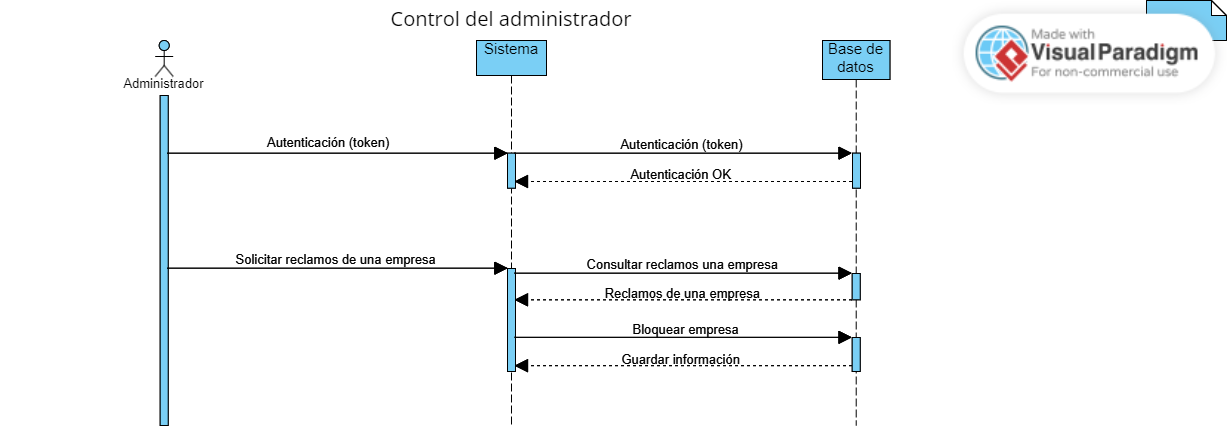 Control del administrador
Made with
Visual Paradigm
For non-commercial use
Administrador
Sistema
Base de
datos
Autenticación (token)
Autenticación (token)
Autenticación OK
Solicitar reclamos de una empresa
Consultar reclamos una empresa
Reclamos de una empresa
Bloquear empresa
Guardar información